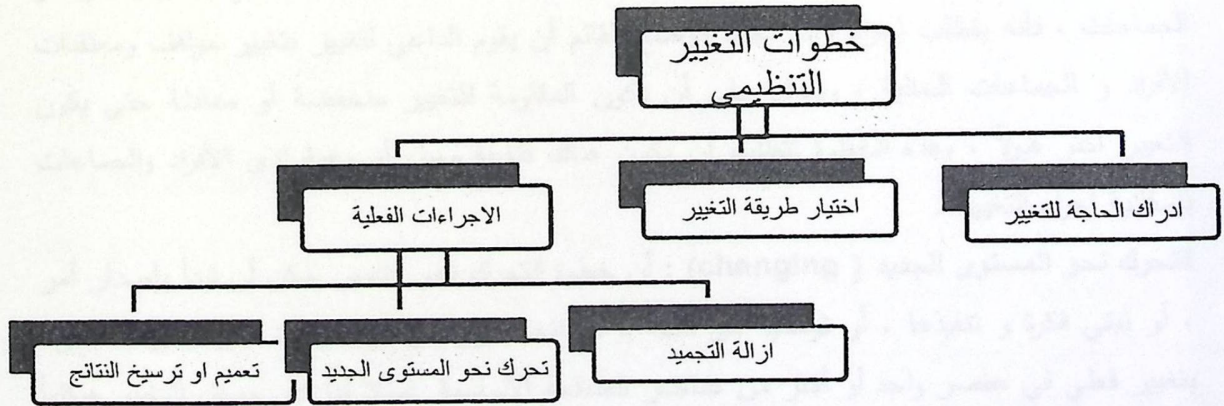 خطوات التغيير
التنظيمي
ادراك الحاجة للتغيير
اختيار طريقة التغيير
الاجراءات الفعلية
ازالة التجميد
تحرك نحو المستوى الجديد
تعميم او ترسيخ النتائج